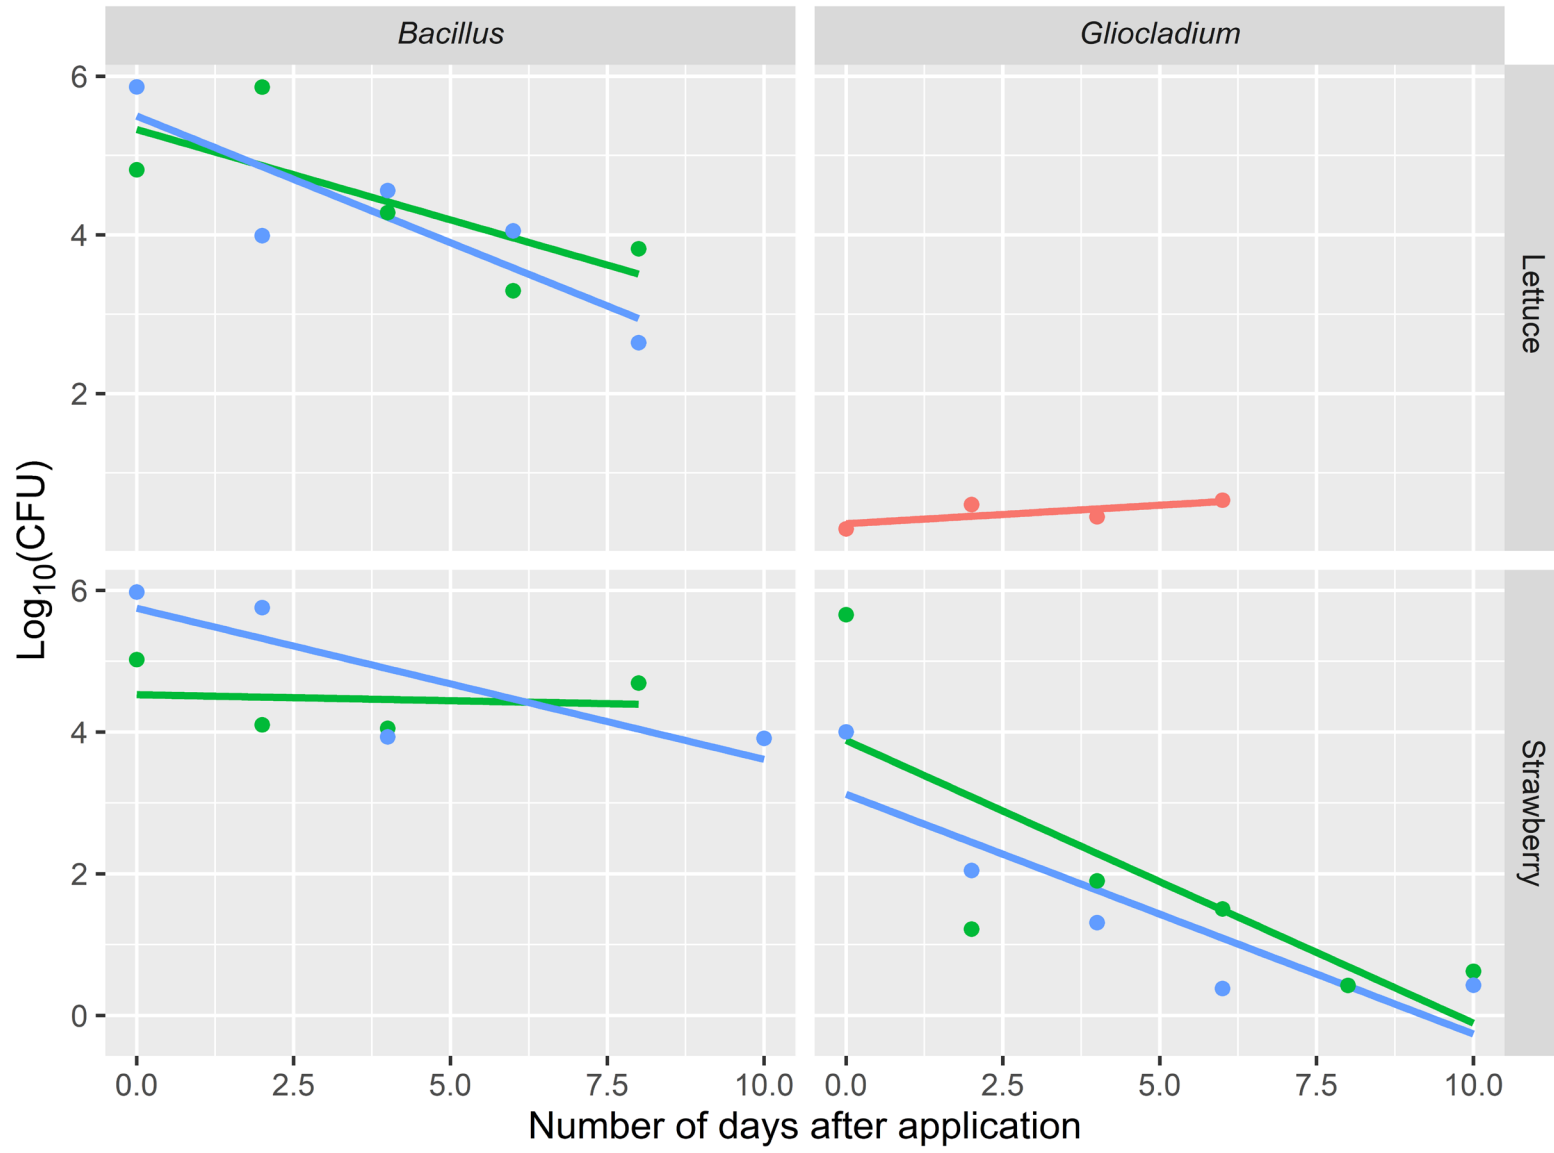 Bacillus
Gliocladium
6
4
2
Lettuce
6
4
2
0
Strawberry
Log10(CFU)
0.0 2.5 5.0 7.5 10.0
0.0 2.5 5.0 7.5 10.0
Number of days after application